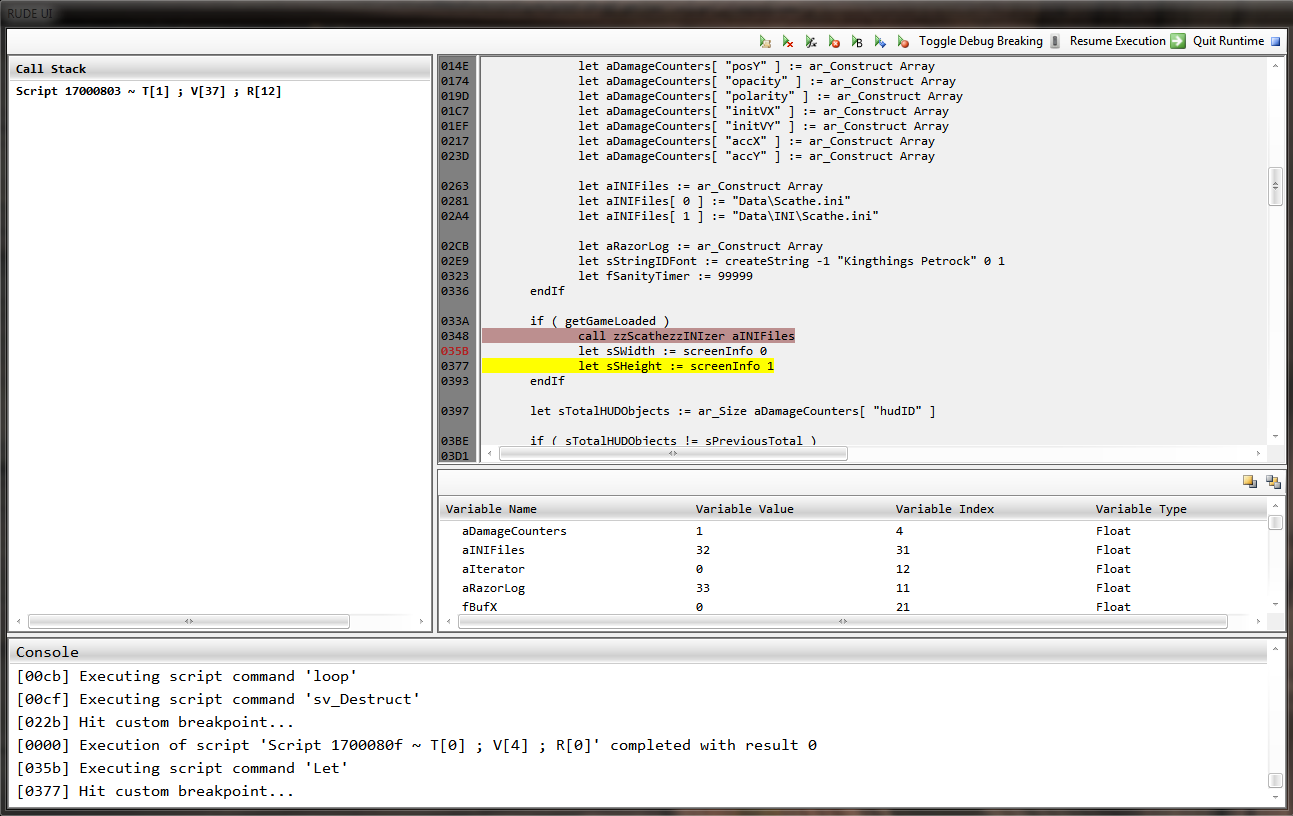 RUDE UI
B Toggle Debug Breaking Resume Execution Quit Runtime
Call Stack
Script 17000803 ~ T[1] ; V[37] ; R[12]
014E let aDamageCounters[ "posY" ] := ar_Construct Array
0174 let aDamageCounters[ "opacity" ] := ar_Construct Array
019D let aDamageCounters[ "polarity" ] := ar_Construct Array
01C7 let aDamageCounters[ "initVX" ] := ar_Construct Array
01EF let aDamageCounters[ "initVY" ] := ar_Construct Array
0217 let aDamageCounters[ "accX" ] := ar_Construct Array
023D let aDamageCounters[ "accY" ] := ar_Construct Array
0263 let aINIFiles := ar_Construct Array
0281 let aINIFiles[ 0 ] := "Data\Scathe.ini"
02A4 let aINIFiles[ 1 ] := "Data\INI\Scathe.ini"
02CB let aRazorLog := ar_Construct Array
02E9 let sStringIDFont := createString -1 "Kingthings Petrock" 0 1
0323 let fSanityTimer := 99999
0336 endIf
033A if ( getGameLoaded )
0348 call zzScathezzINIzer aINIFiles
035B let sSWidth := screenInfo 0
0377 let sSHeight := screenInfo 1
0393 endIf
0397 let sTotalHUDObjects := ar_Size aDamageCounters[ "hudID" ]
03BE if ( sTotalHUDObjects != sPreviousTotal )
03D1
Variable Name Variable Value Variable Index Variable Type
aDamageCounters 1 4 Float
aINIFiles 32 31 Float
aIterator 0 12 Float
aRazorLog 33 11 Float
fBufX 0 21 Float
Console
[00cb] Executing script command 'loop'
[00cf] Executing script command 'sv_Destruct'
[022b] Hit custom breakpoint...
[0000] Execution of script 'Script 1700080f ~ T[0] ; V[4] ; R[0]' completed with result 0
[035b] Executing script command 'Let'
[0377] Hit custom breakpoint...